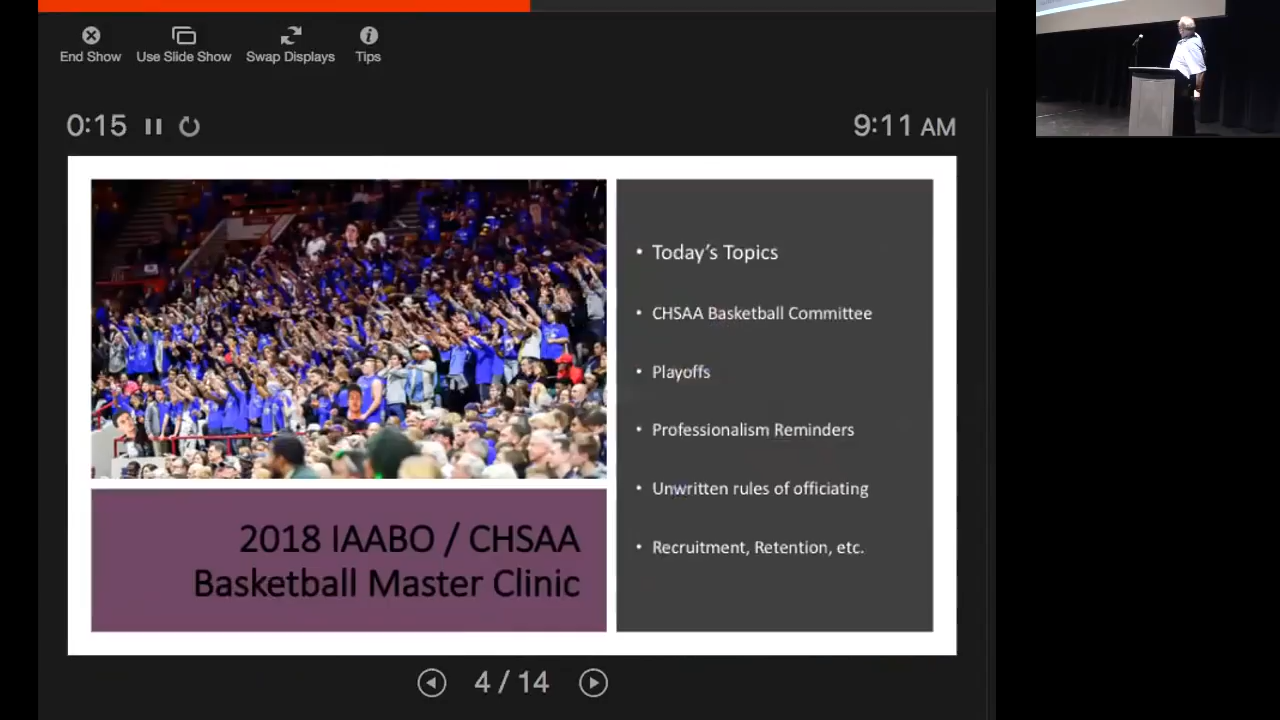 End Show
Use Slide Show
Swap Displays
Tips
0:15
9:11 AM
• Today's Topics
• CHSAA Basketball Committee
• Playoffs
• Professionalism Reminders
• Unwritten rules of officiating
• Recruitment, Retention, etc.
2018 IAABO / CHSAA
Basketball Master Clinic
4 / 14